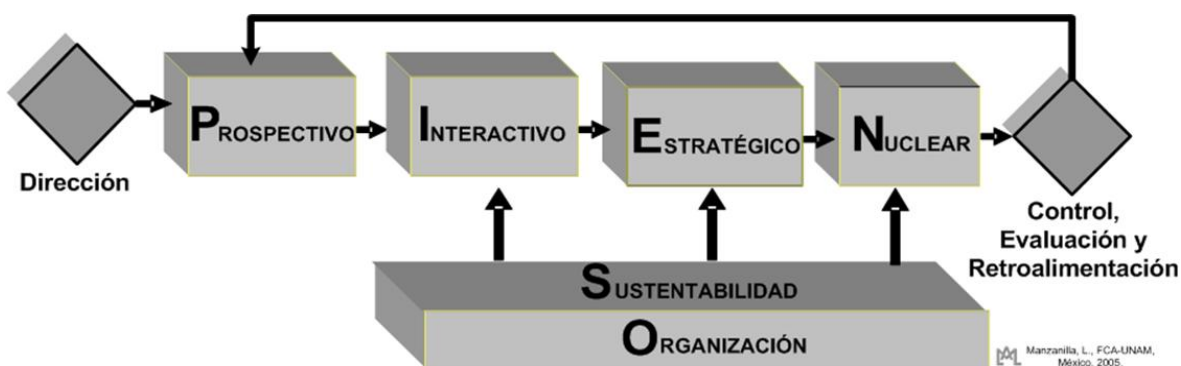 PROSPECTIVO
INTERACTIVO
ESTRATÉGICO
NUCLEAR
Dirección
Control,
Evaluación y
Retroalimentación
SUSTENTABILIDAD
ORGANIZACIÓN
Manzanilla, L., FCA-UNAM,
México, 2005.